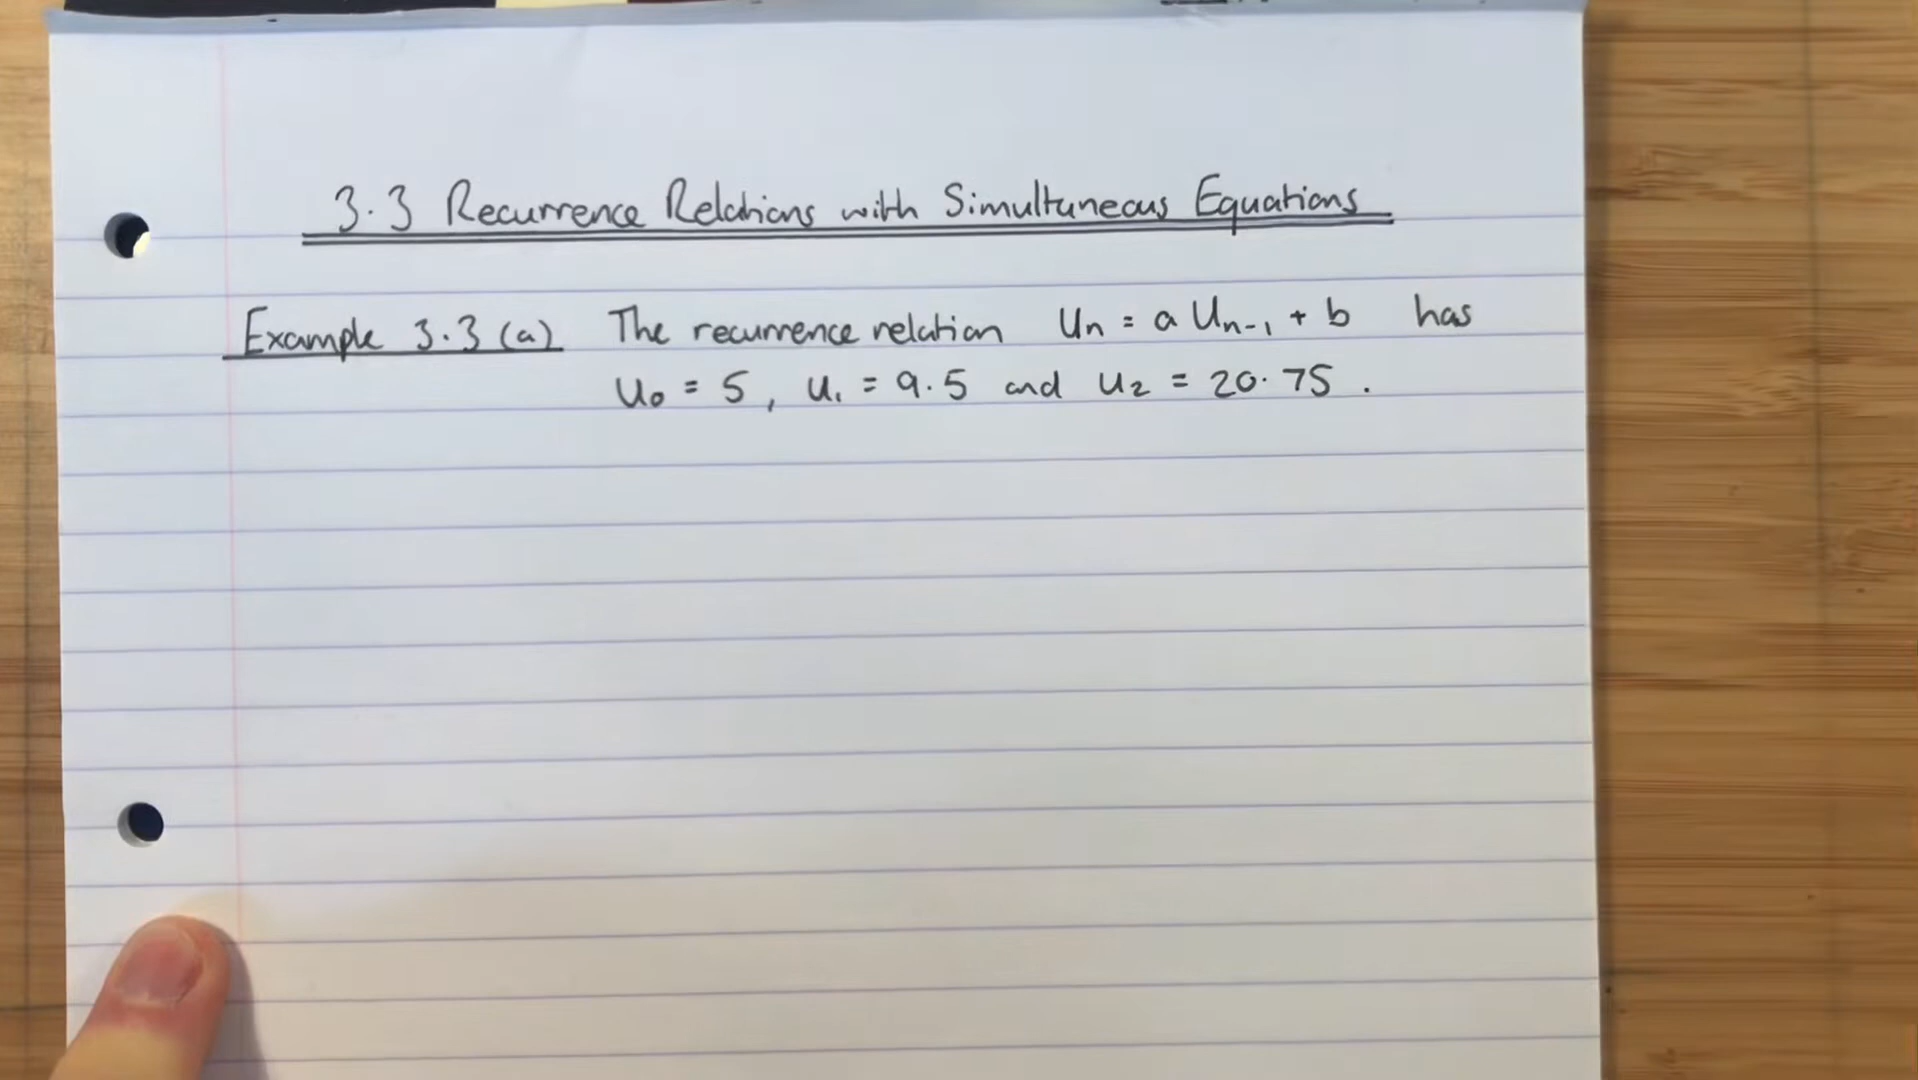 3.3 Recurrence Relations with Simultaneous Equations
Example 3.3 (a) The recurrence relation Un = a Un-1 + b has
U0 = 5, U1 = 9.5 and U2 = 20.75.